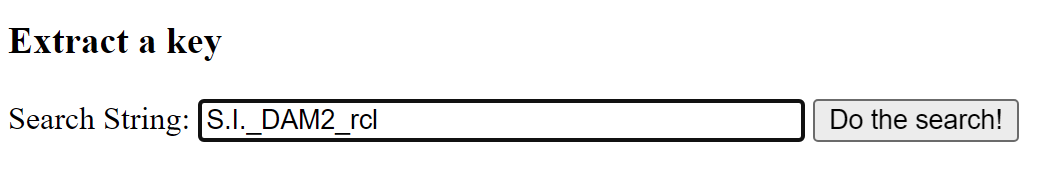 Extract a key
Search String: S.I._DAM2_rcl Do the search!